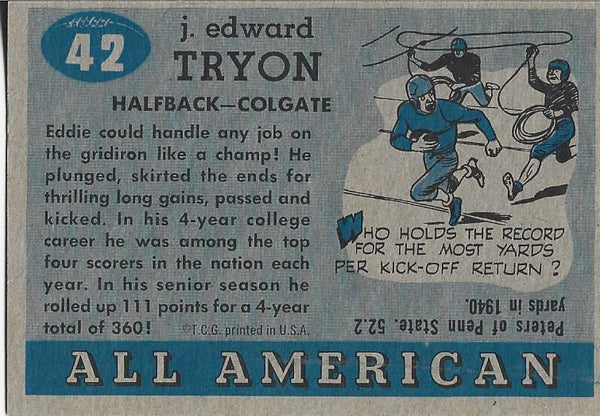 42
j. edward
TRYON
HALFBACK—COLGATE
Eddie could handle any job on
the gridiron like a champ! He
plunged, skirted the ends for
thrilling long gains, passed and
kicked. In his 4-year college
career he was among the top
four scorers in the nation each
year. In his senior season he
rolled up 111 points for a 4-year
total of 360!
©T.C.G. printed in U.S.A.
WHO HOLDS THE RECORD
FOR THE MOST YARDS
PER KICK-OFF RETURN?
Peters of Penn State. 52.2
yards in 1940.
ALL AMERICAN